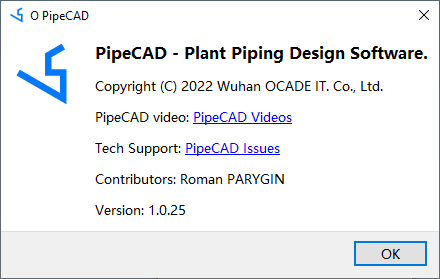 О PipeCAD
PipeCAD - Plant Piping Design Software.
Copyright (C) 2022 Wuhan OCADE IT. Co., Ltd.
PipeCAD video: PipeCAD Videos
Tech Support: PipeCAD Issues
Contributors: Roman PARYGIN
Version: 1.0.25
OK